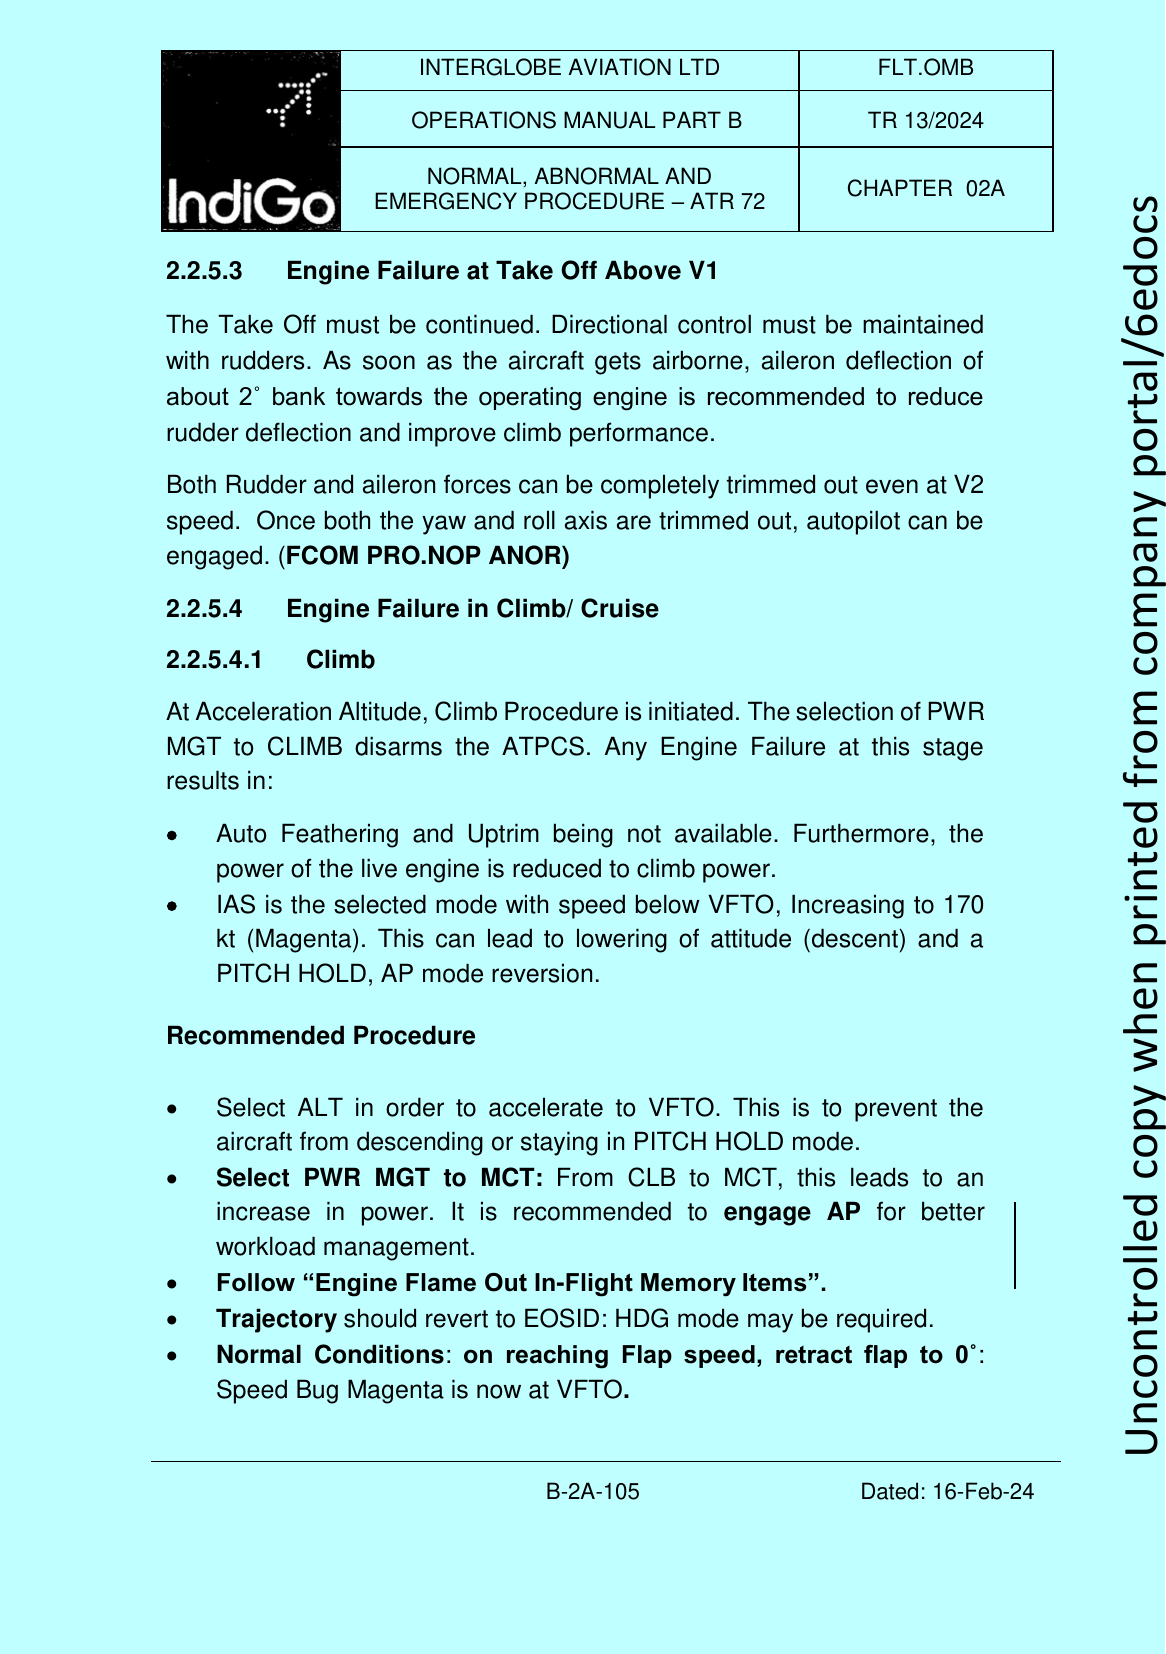 IndiGo
INTERGLOBE AVIATION LTD
FLT.OMB
OPERATIONS MANUAL PART B
TR 13/2024
NORMAL, ABNORMAL AND
EMERGENCY PROCEDURE – ATR 72
CHAPTER 02A
2.2.5.3 Engine Failure at Take Off Above V1
The Take Off must be continued. Directional control must be maintained
with rudders. As soon as the aircraft gets airborne, aileron deflection of
about 2˚ bank towards the operating engine is recommended to reduce
rudder deflection and improve climb performance.
Both Rudder and aileron forces can be completely trimmed out even at V2
speed. Once both the yaw and roll axis are trimmed out, autopilot can be
engaged. (FCOM PRO.NOP ANOR)
2.2.5.4 Engine Failure in Climb/ Cruise
2.2.5.4.1 Climb
At Acceleration Altitude, Climb Procedure is initiated. The selection of PWR
MGT to CLIMB disarms the ATPCS. Any Engine Failure at this stage
results in:
• Auto Feathering and Uptrim being not available. Furthermore, the
power of the live engine is reduced to climb power.
• IAS is the selected mode with speed below VFTO, Increasing to 170
kt (Magenta). This can lead to lowering of attitude (descent) and a
PITCH HOLD, AP mode reversion.
Recommended Procedure
• Select ALT in order to accelerate to VFTO. This is to prevent the
aircraft from descending or staying in PITCH HOLD mode.
• Select PWR MGT to MCT: From CLB to MCT, this leads to an
increase in power. It is recommended to engage AP for better
workload management.
• Follow “Engine Flame Out In-Flight Memory Items”.
• Trajectory should revert to EOSID: HDG mode may be required.
• Normal Conditions: on reaching Flap speed, retract flap to 0˚:
Speed Bug Magenta is now at VFTO.
B-2A-105
Dated: 16-Feb-24
Uncontrolled copy when printed from company portal/6edocs